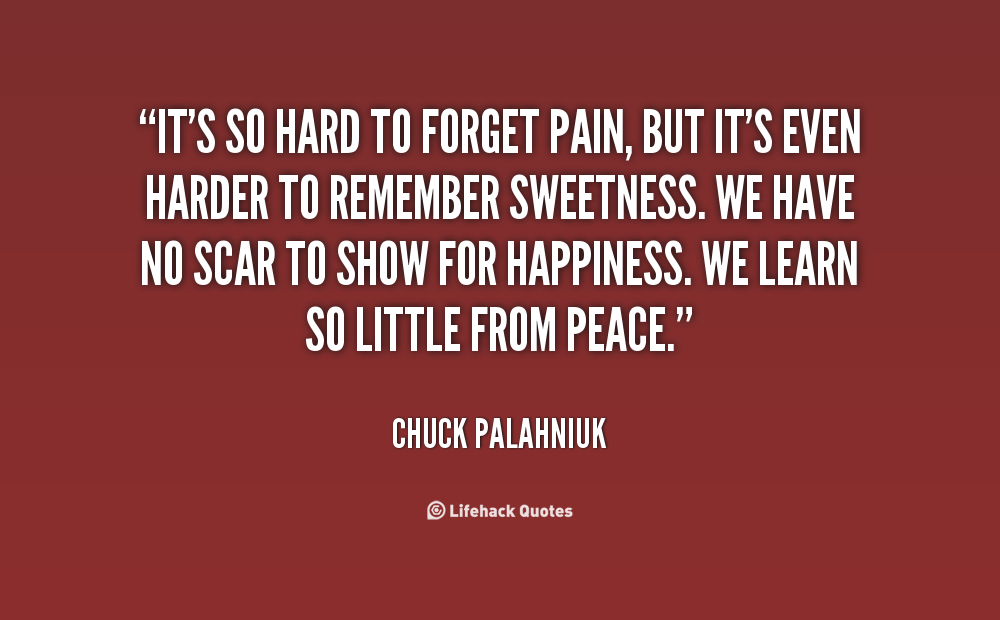 “IT’S SO HARD TO FORGET PAIN, BUT IT’S EVEN
HARDER TO REMEMBER SWEETNESS. WE HAVE
NO SCAR TO SHOW FOR HAPPINESS. WE LEARN
SO LITTLE FROM PEACE.”
CHUCK PALAHNIUK
Lifehack Quotes